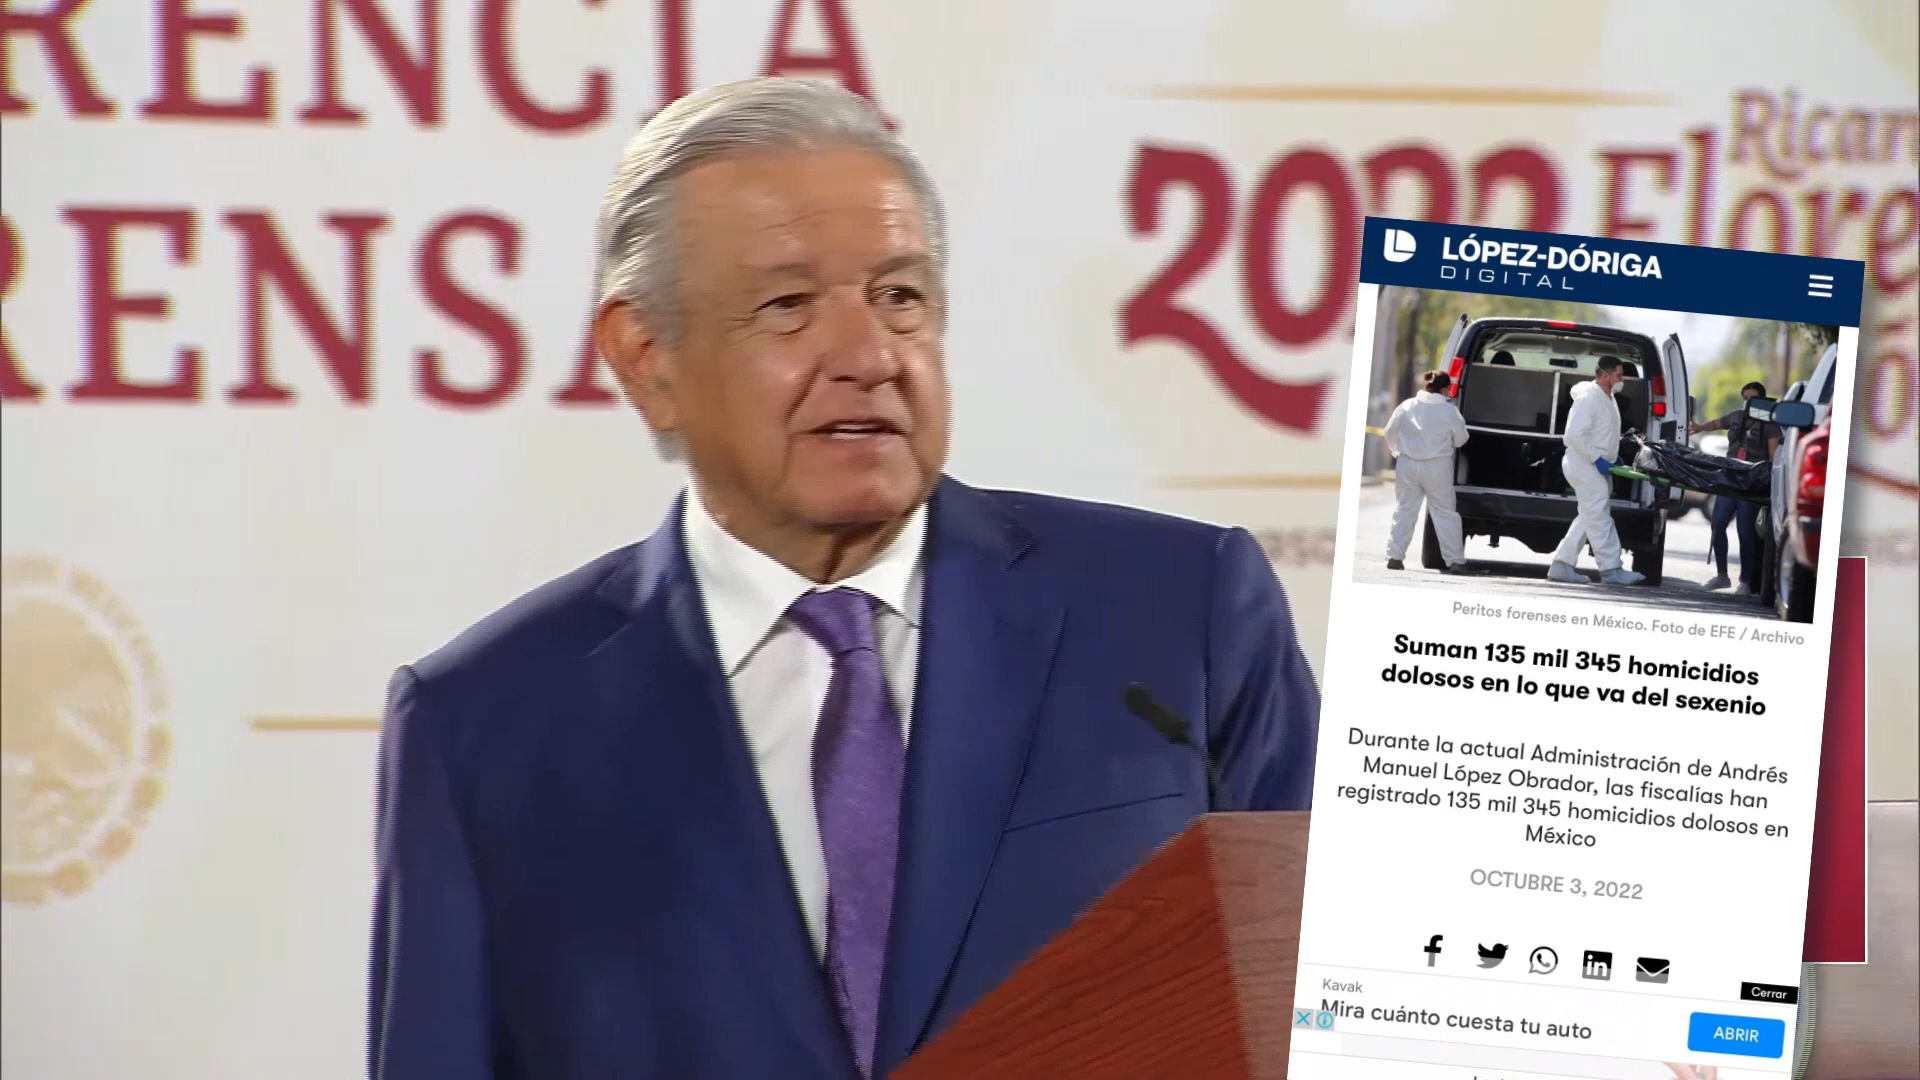 RENCIA
RENSA
2022 Flores
Ricar
LÓPEZ-DÓRIGA
DIGITAL
Peritos forenses en México. Foto de EFE / Archivo
Suman 135 mil 345 homicidios
dolosos en lo que va del sexenio
Durante la actual Administración de Andrés
Manuel López Obrador, las fiscalías han
registrado 135 mil 345 homicidios dolosos en
México
OCTUBRE 3, 2022
Cerrar
Kavak
Mira cuánto cuesta tu auto
ABRIR